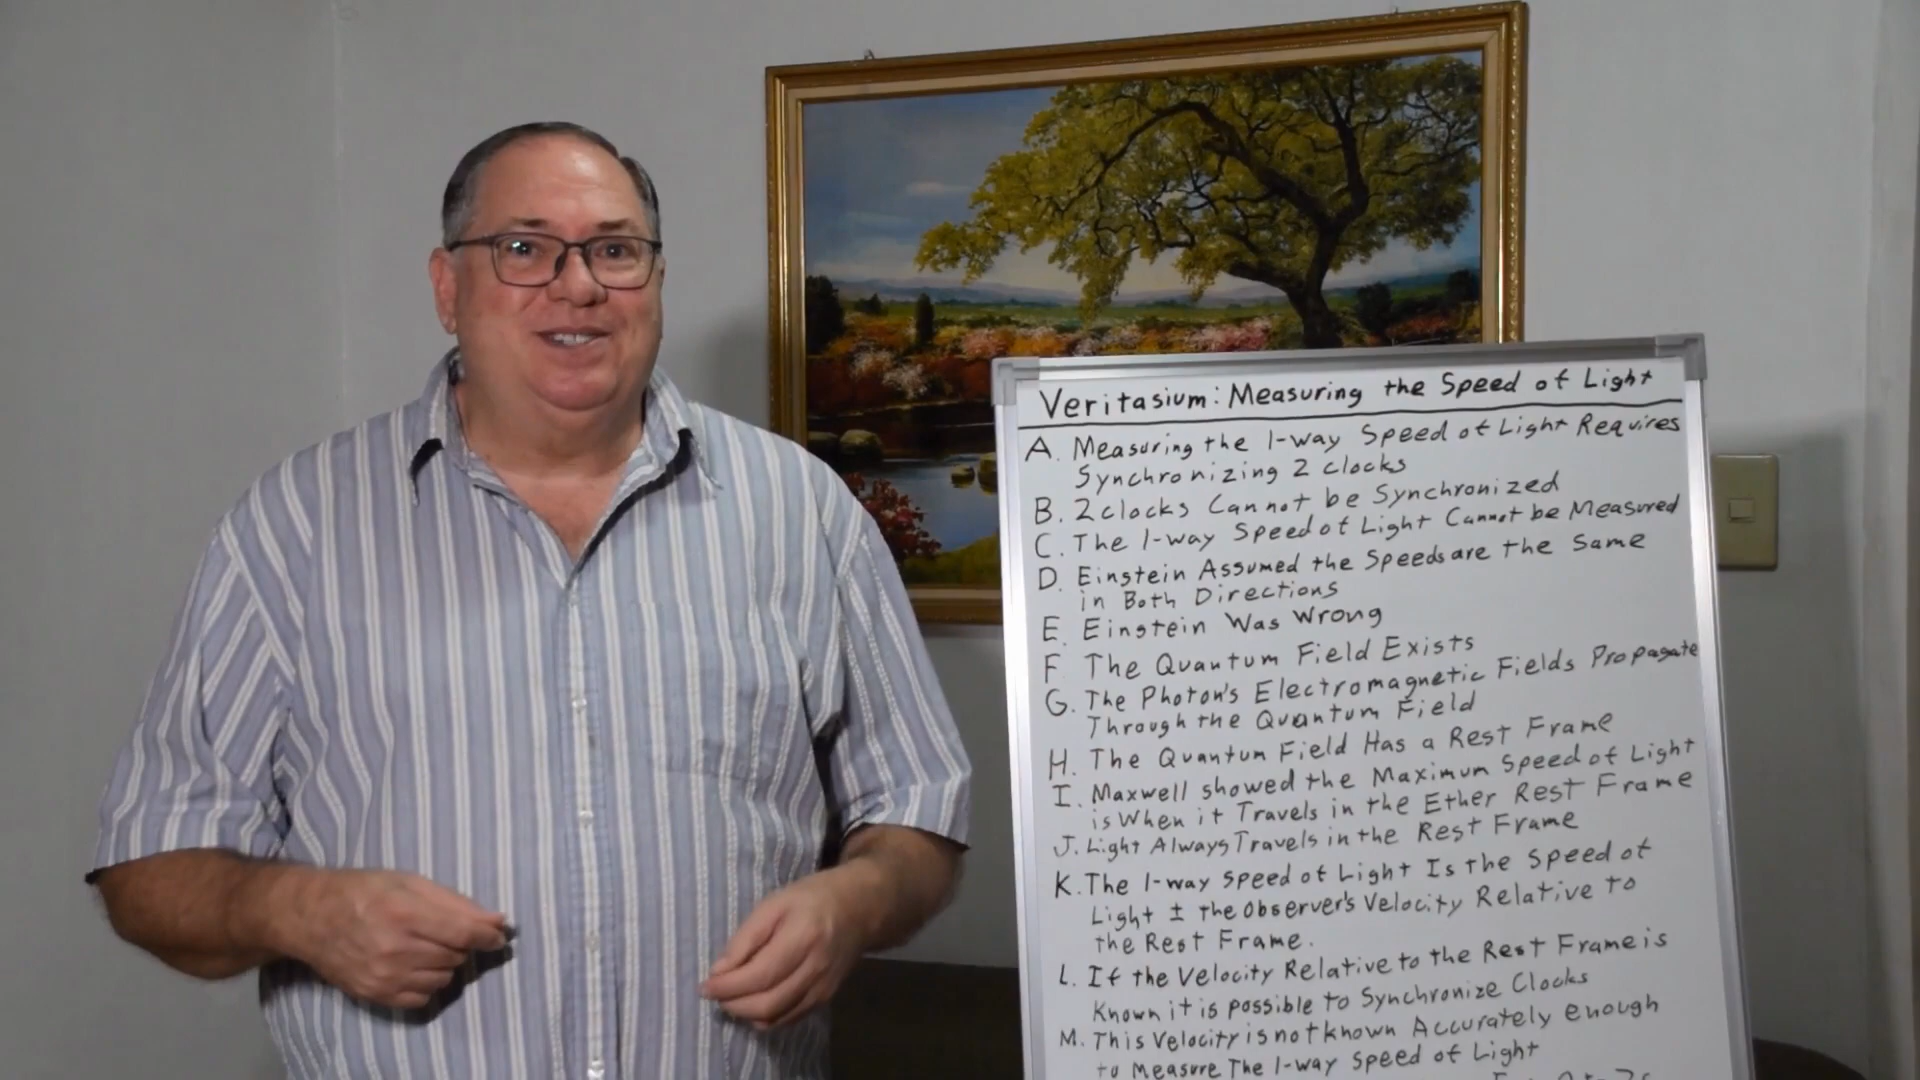 Veritasium: Measuring the Speed of Light
A. Measuring the 1-way Speed of Light Requires
Synchronizing 2 clocks
B. 2 clocks Cannot be Synchronized
C. The 1-way Speed of Light Cannot be Measured
D. Einstein Assumed the Speeds are the Same
in Both Directions
E. Einstein Was Wrong
F. The Quantum Field Exists
G. The Photon's Electromagnetic Fields Propagate
Through the Quantum Field
H. The Quantum Field Has a Rest Frame
I. Maxwell showed the Maximum Speed of Light
is When it Travels in the Ether Rest Frame
J. Light Always Travels in the Rest Frame
K. The 1-way Speed of Light Is the Speed of
Light ± the Observer's Velocity Relative to
the Rest Frame.
L. If the Velocity Relative to the Rest Frame is
Known it is possible to Synchronize Clocks
M. This Velocity is not known Accurately enough
to Measure The 1-way Speed of Light